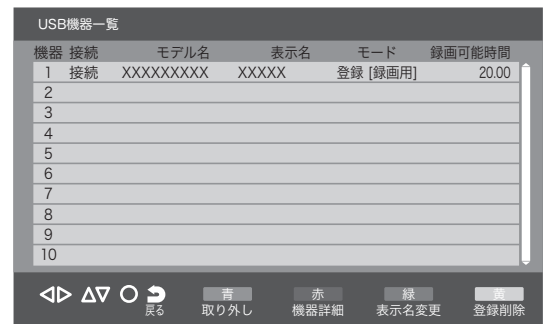 USB機器一覧
機器 接続 モデル名 表示名 モード 録画可能時間
1 接続 XXXXXXXXX XXXXX 登録 [録画用] 20.00
2
3
4
5
6
7
8
9
10
青 赤 緑 黄
戻る 取り外し 機器詳細 表示名変更 登録削除